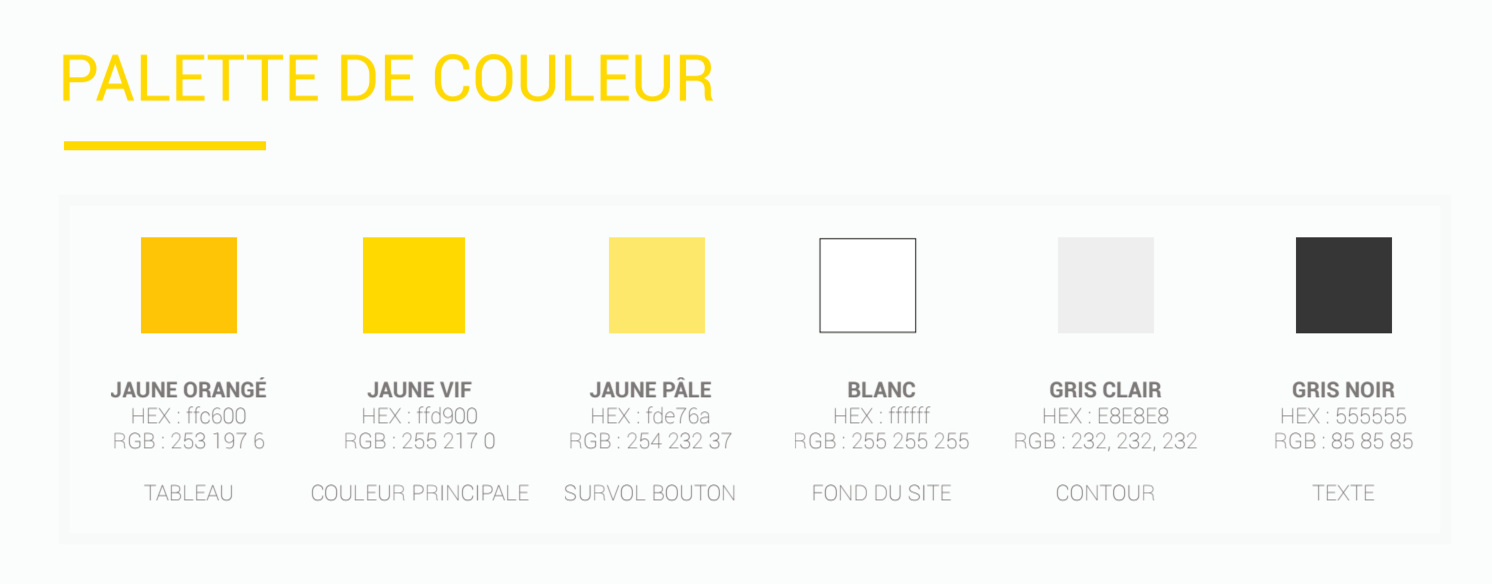 PALETTE DE COULEUR
JAUNE ORANGÉ
HEX : ffc600
RGB : 253 197 6
TABLEAU
JAUNE VIF
HEX : ffd900
RGB : 255 217 0
COULEUR PRINCIPALE
JAUNE PÂLE
HEX : fde76a
RGB : 254 232 37
SURVOL BOUTON
BLANC
HEX : ffffff
RGB : 255 255 255
FOND DU SITE
GRIS CLAIR
HEX : E8E8E8
RGB : 232, 232, 232
CONTOUR
GRIS NOIR
HEX : 555555
RGB : 85 85 85
TEXTE